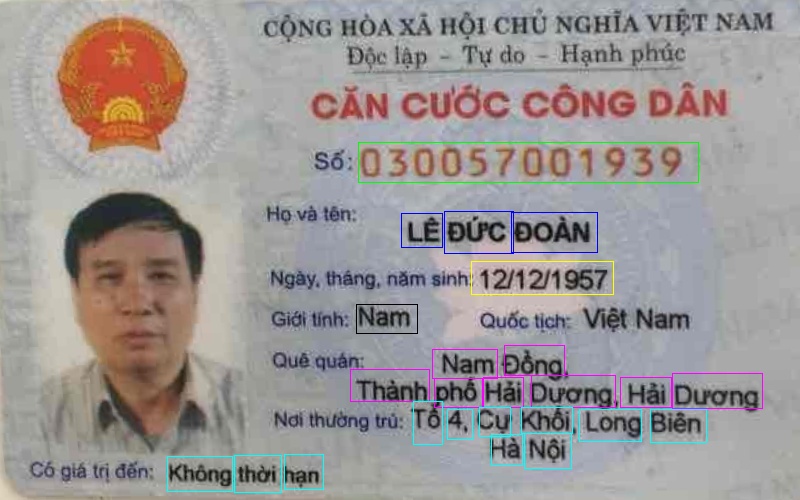 CỘNG HÒA XÃ HỘI CHỦ NGHĨA VIỆT NAM
Độc lập - Tự do - Hạnh phúc
CĂN CƯỚC CÔNG DÂN
Số: 030057001939
Họ và tên:
LÊ ĐỨC ĐOÀN
Ngày, tháng, năm sinh: 12/12/1957
Giới tính: Nam Quốc tịch: Việt Nam
Quê quán: Nam Đồng,
Thành phố Hải Dương, Hải Dương
Nơi thường trú: Tổ 4, Cự Khối, Long Biên
Hà Nội
Có giá trị đến: Không thời hạn